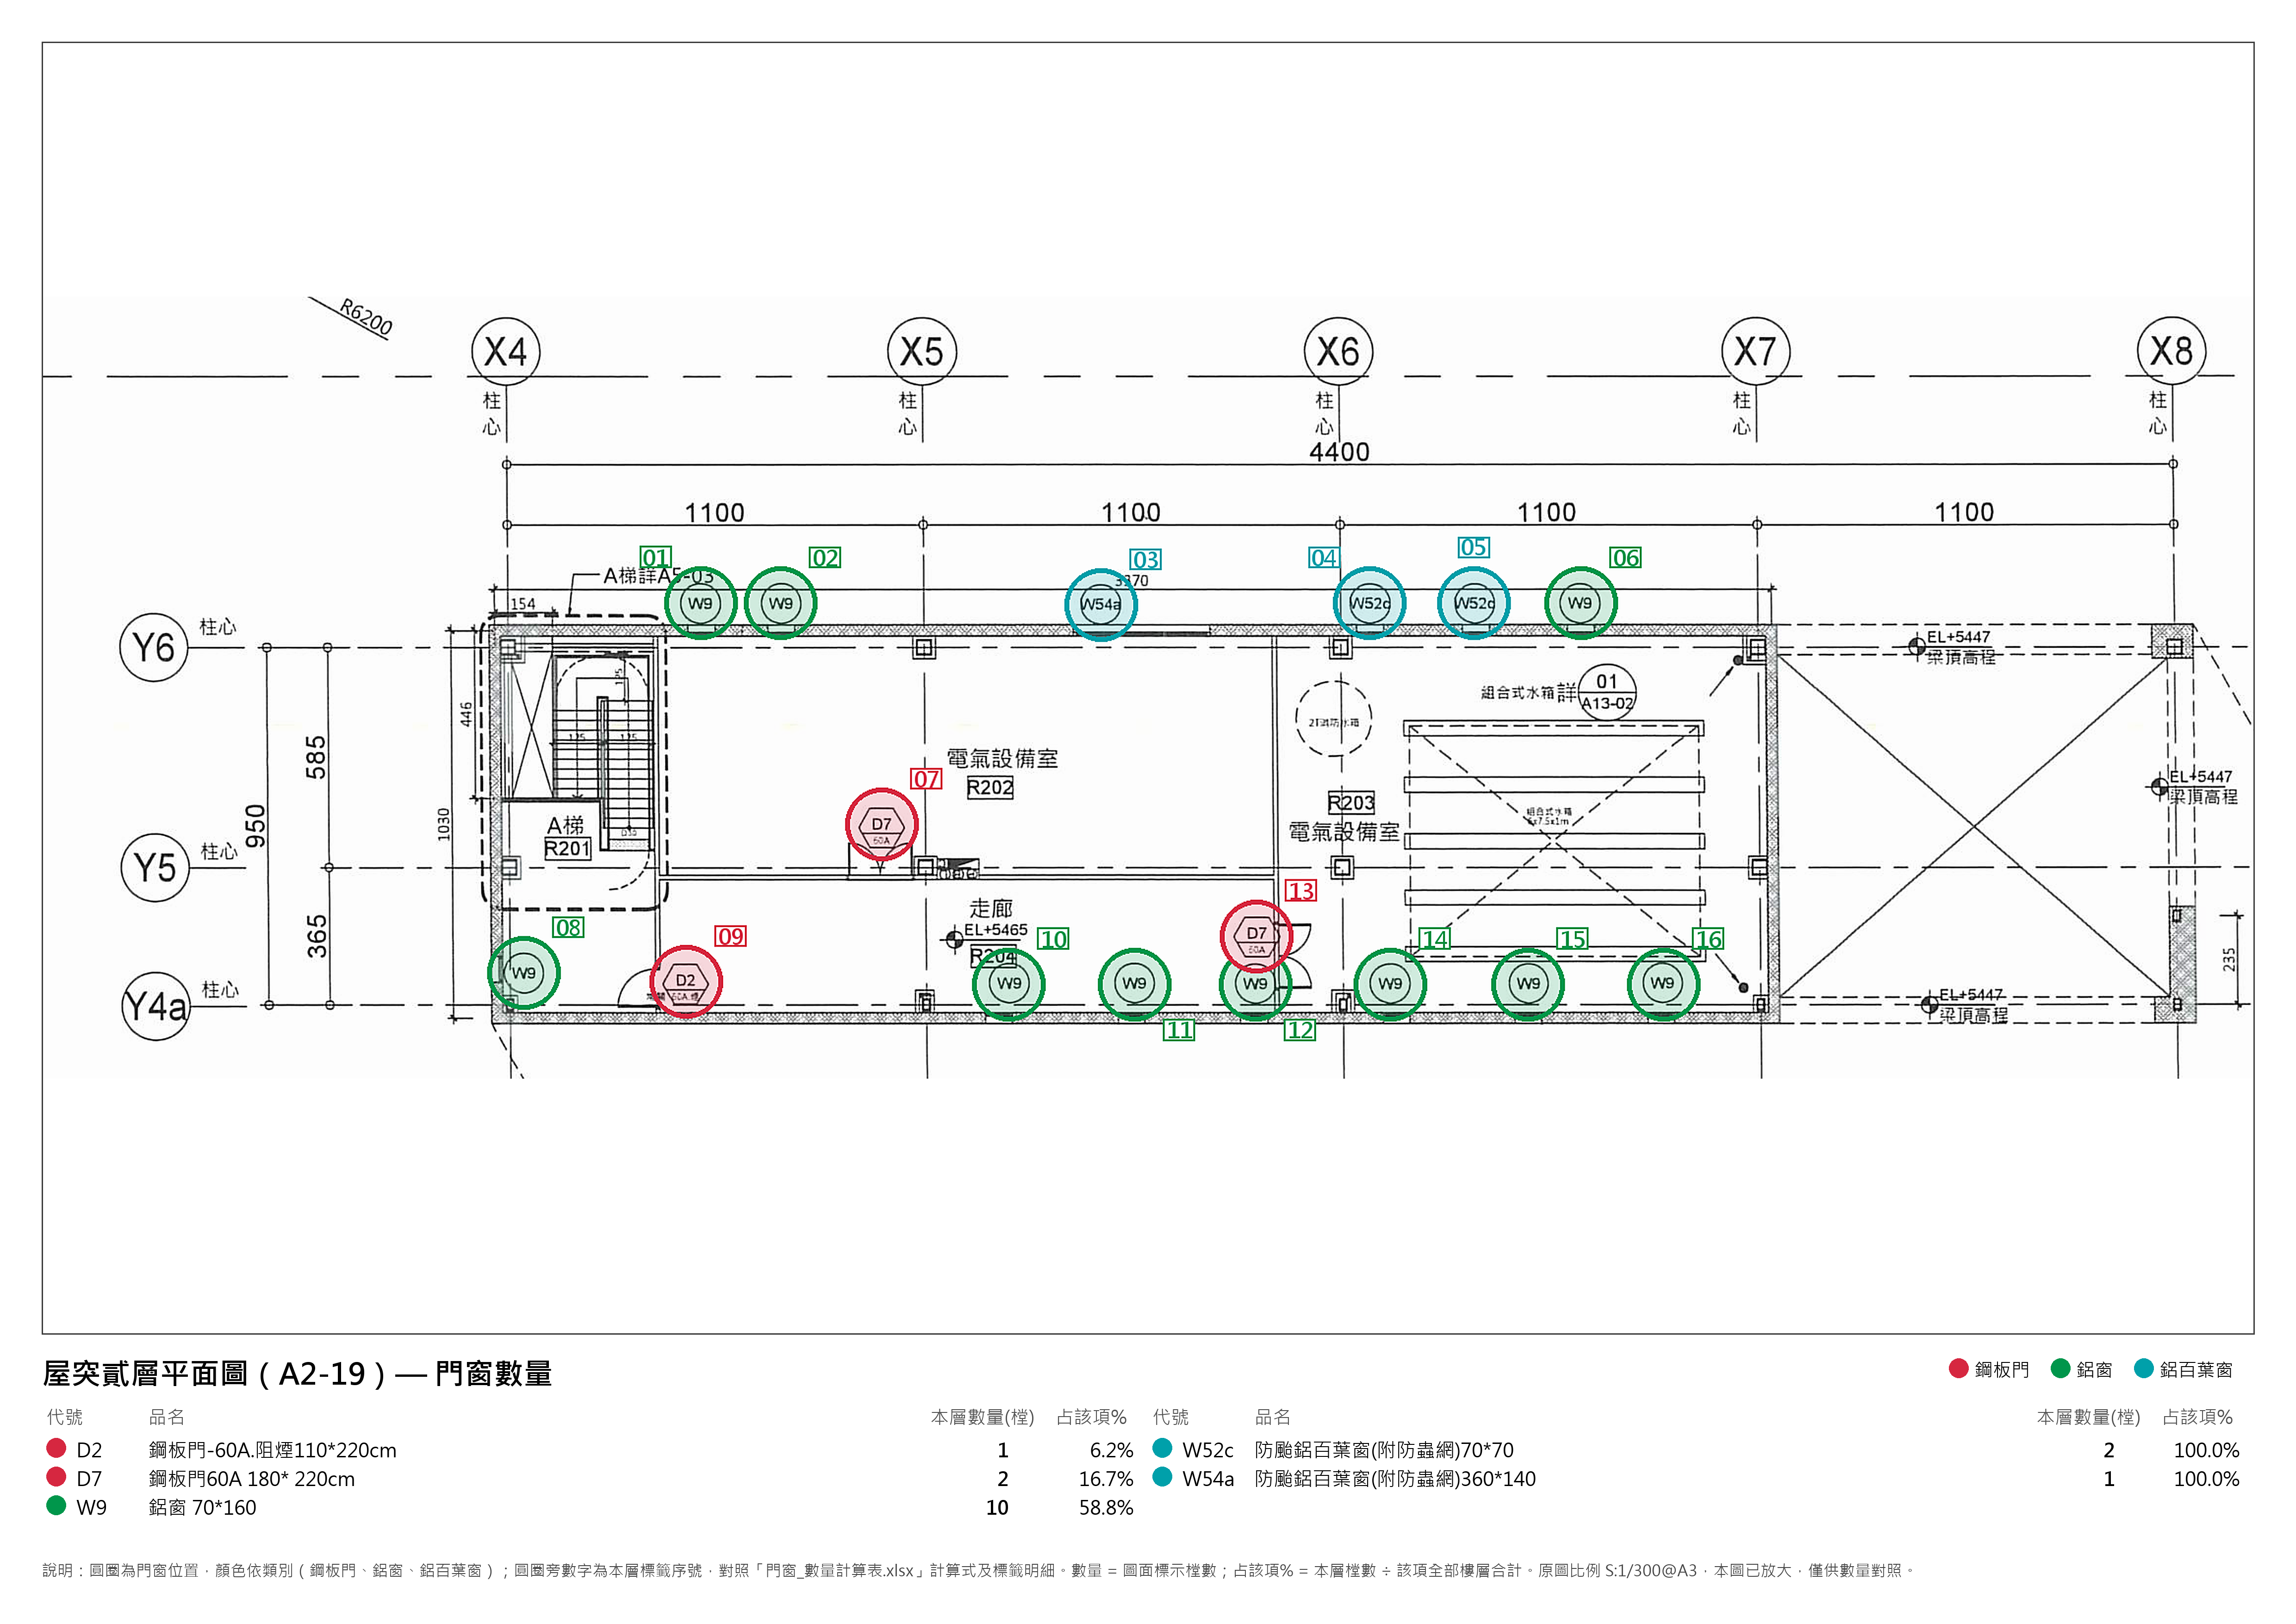 R6200
X4
X5
X6
X7
X8
柱心
柱心
柱心
柱心
柱心
4400
1100
1100
1100
1100
01
02
03
04
05
06
A梯詳A5-03
3370
W9
W9
W54a
W52c
W52c
W9
154
Y6
柱心
EL+5447
梁頂高程
446
125
組合式水箱詳
01
A13-02
585
125
125
電氣設備室
R202
07
D7
60A
R203
電氣設備室
組合式水箱
EL+5447
梁頂高程
950
1030
A梯
R201
Y5
柱心
13
365
08
09
走廊
EL+5465
R204
10
D7
60A
14
15
16
235
W9
D2
60A.煙
W9
W9
W9
W9
W9
W9
Y4a
柱心
EL+5447
梁頂高程
11
12
屋突貳層平面圖（A2-19）— 門窗數量
鋼板門
鋁窗
鋁百葉窗
代號 品名 本層數量(樘) 占該項% 代號 品名 本層數量(樘) 占該項%
D2 鋼板門-60A.阻煙110*220cm 1 6.2% W52c 防颱鋁百葉窗(附防蟲網)70*70 2 100.0%
D7 鋼板門60A 180* 220cm 2 16.7% W54a 防颱鋁百葉窗(附防蟲網)360*140 1 100.0%
W9 鋁窗 70*160 10 58.8%
說明：圓圈為門窗位置，顏色依類別（鋼板門、鋁窗、鋁百葉窗）；圓圈旁數字為本層標籤序號，對照「門窗_數量計算表.xlsx」計算式及標籤明細。數量 = 圖面標示樘數；占該項% = 本層樘數 ÷ 該項全部樓層合計。原圖比例 S:1/300@A3，本圖已放大，僅供數量對照。